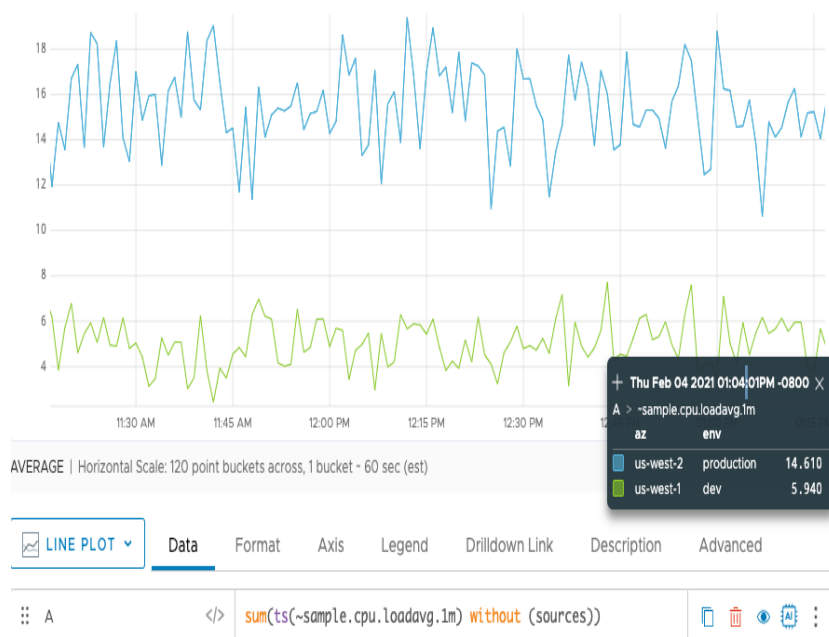 18
16
14
12
10
8
6
4
11:30 AM 11:45 AM 12:00 PM 12:15 PM 12:30 PM
Thu Feb 04 2021 01:04:01PM -0800
A > ~sample.cpu.loadavg.1m
az env
us-west-2 production 14.610
us-west-1 dev 5.940
AVERAGE | Horizontal Scale: 120 point buckets across, 1 bucket - 60 sec (est)
LINE PLOT Data Format Axis Legend Drilldown Link Description Advanced
A </> sum(ts(~sample.cpu.loadavg.1m) without (sources)) AI